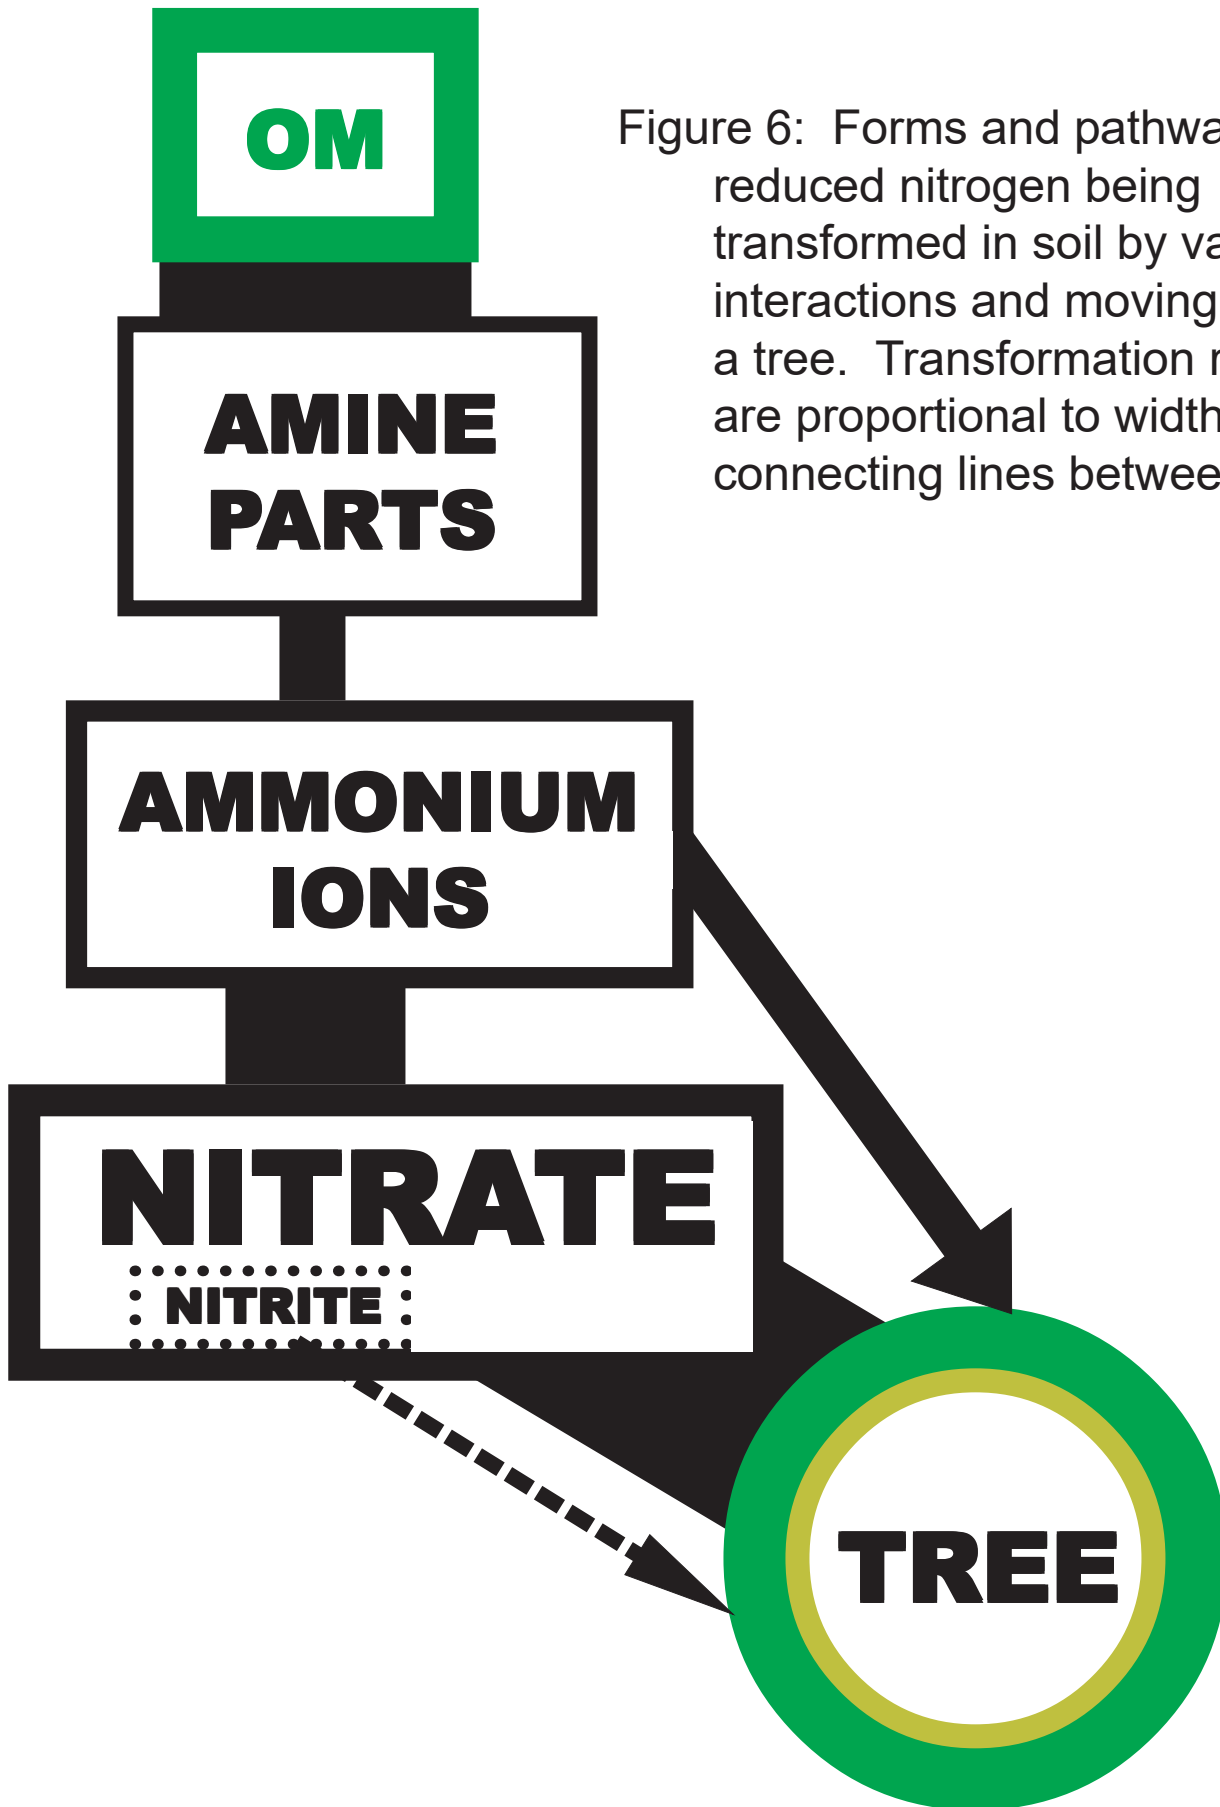 OM
Figure 6: Forms and pathwa
reduced nitrogen being
transformed in soil by va
interactions and moving
a tree. Transformation r
are proportional to width
connecting lines betwee
AMINE
PARTS
AMMONIUM
IONS
NITRATE
NITRITE
TREE